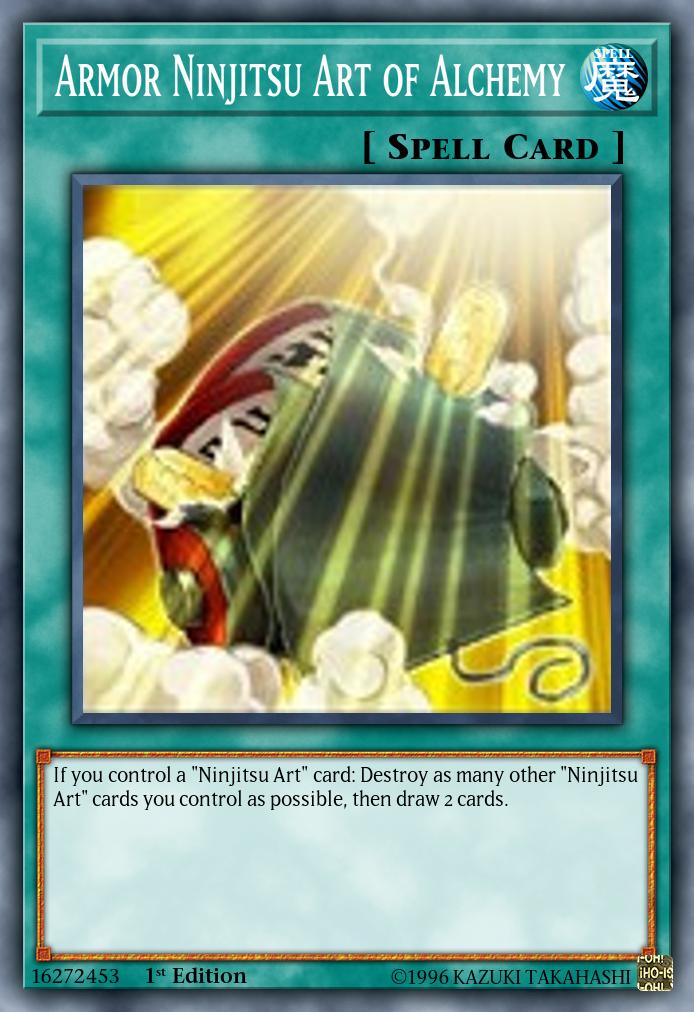 ARMOR NINJITSU ART OF ALCHEMY
SPELL
魔
[ SPELL CARD ]
If you control a "Ninjitsu Art" card: Destroy as many other "Ninjitsu
Art" cards you control as possible, then draw 2 cards.
16272453 1st Edition ©1996 KAZUKI TAKAHASHI